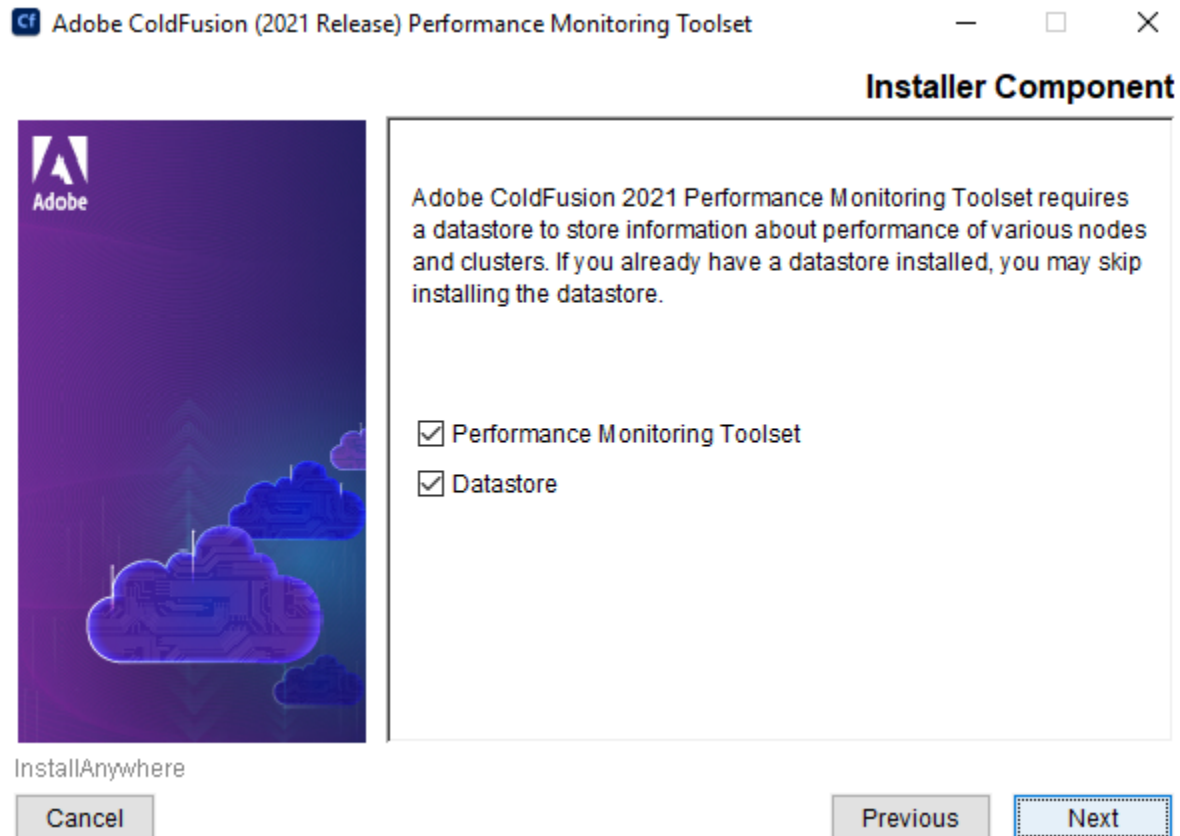 Cf Adobe ColdFusion (2021 Release) Performance Monitoring Toolset
Installer Component
Adobe
Adobe ColdFusion 2021 Performance Monitoring Toolset requires
a datastore to store information about performance of various nodes
and clusters. If you already have a datastore installed, you may skip
installing the datastore.
Performance Monitoring Toolset
Datastore
InstallAnywhere
Cancel
Previous
Next